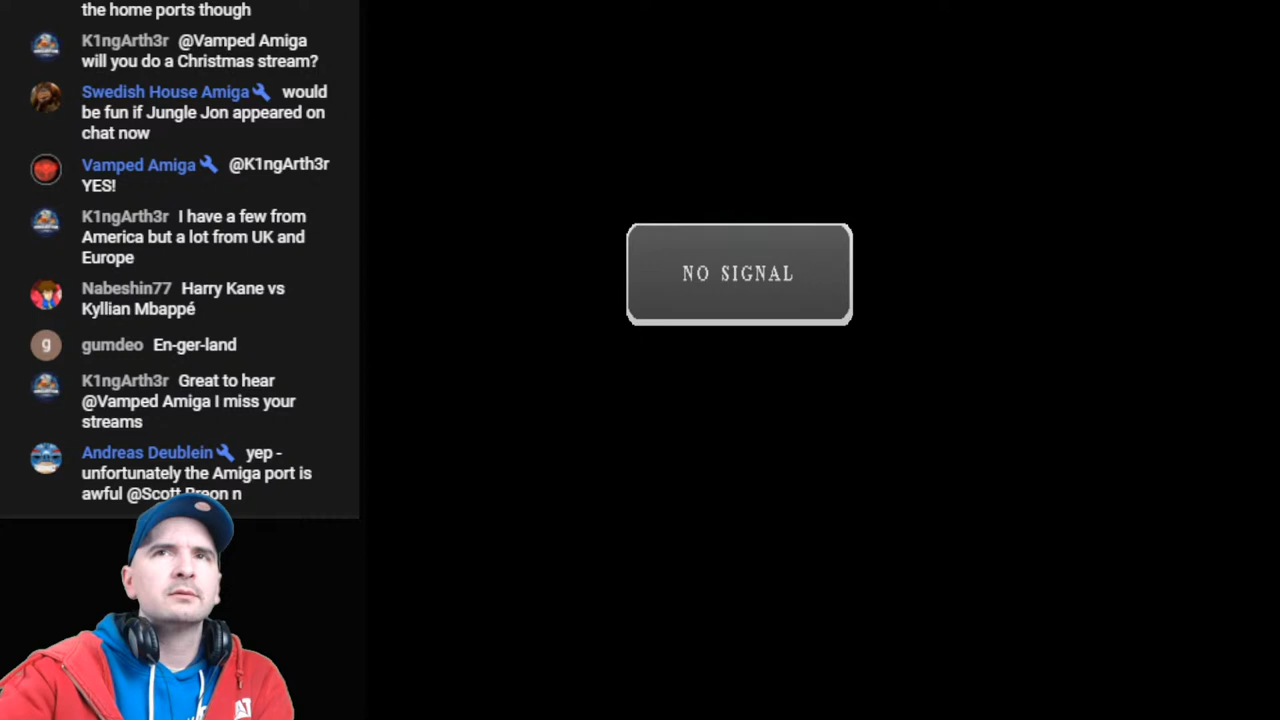 the home ports though
K1ngArth3r @Vamped Amiga
will you do a Christmas stream?
Swedish House Amiga would
be fun if Jungle Jon appeared on
chat now
Vamped Amiga @K1ngArth3r
YES!
K1ngArth3r I have a few from
America but a lot from UK and
Europe
Nabeshin77 Harry Kane vs
Kyllian Mbappé
g gumdeo En-ger-land
K1ngArth3r Great to hear
@Vamped Amiga I miss your
streams
Andreas Deublein yep -
unfortunately the Amiga port is
awful @Scott n
NO SIGNAL